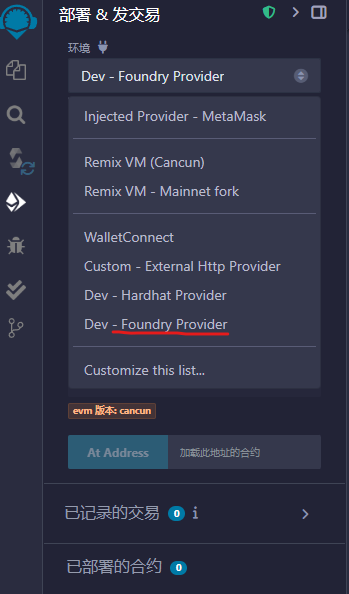 部署 & 发交易
环境
Dev - Foundry Provider
Injected Provider - MetaMask
Remix VM (Cancun)
Remix VM - Mainnet fork
WalletConnect
Custom - External Http Provider
Dev - Hardhat Provider
Dev - Foundry Provider
Customize this list...
evm 版本: cancun
At Address 加载此地址的合约
已记录的交易 0 i
已部署的合约 0